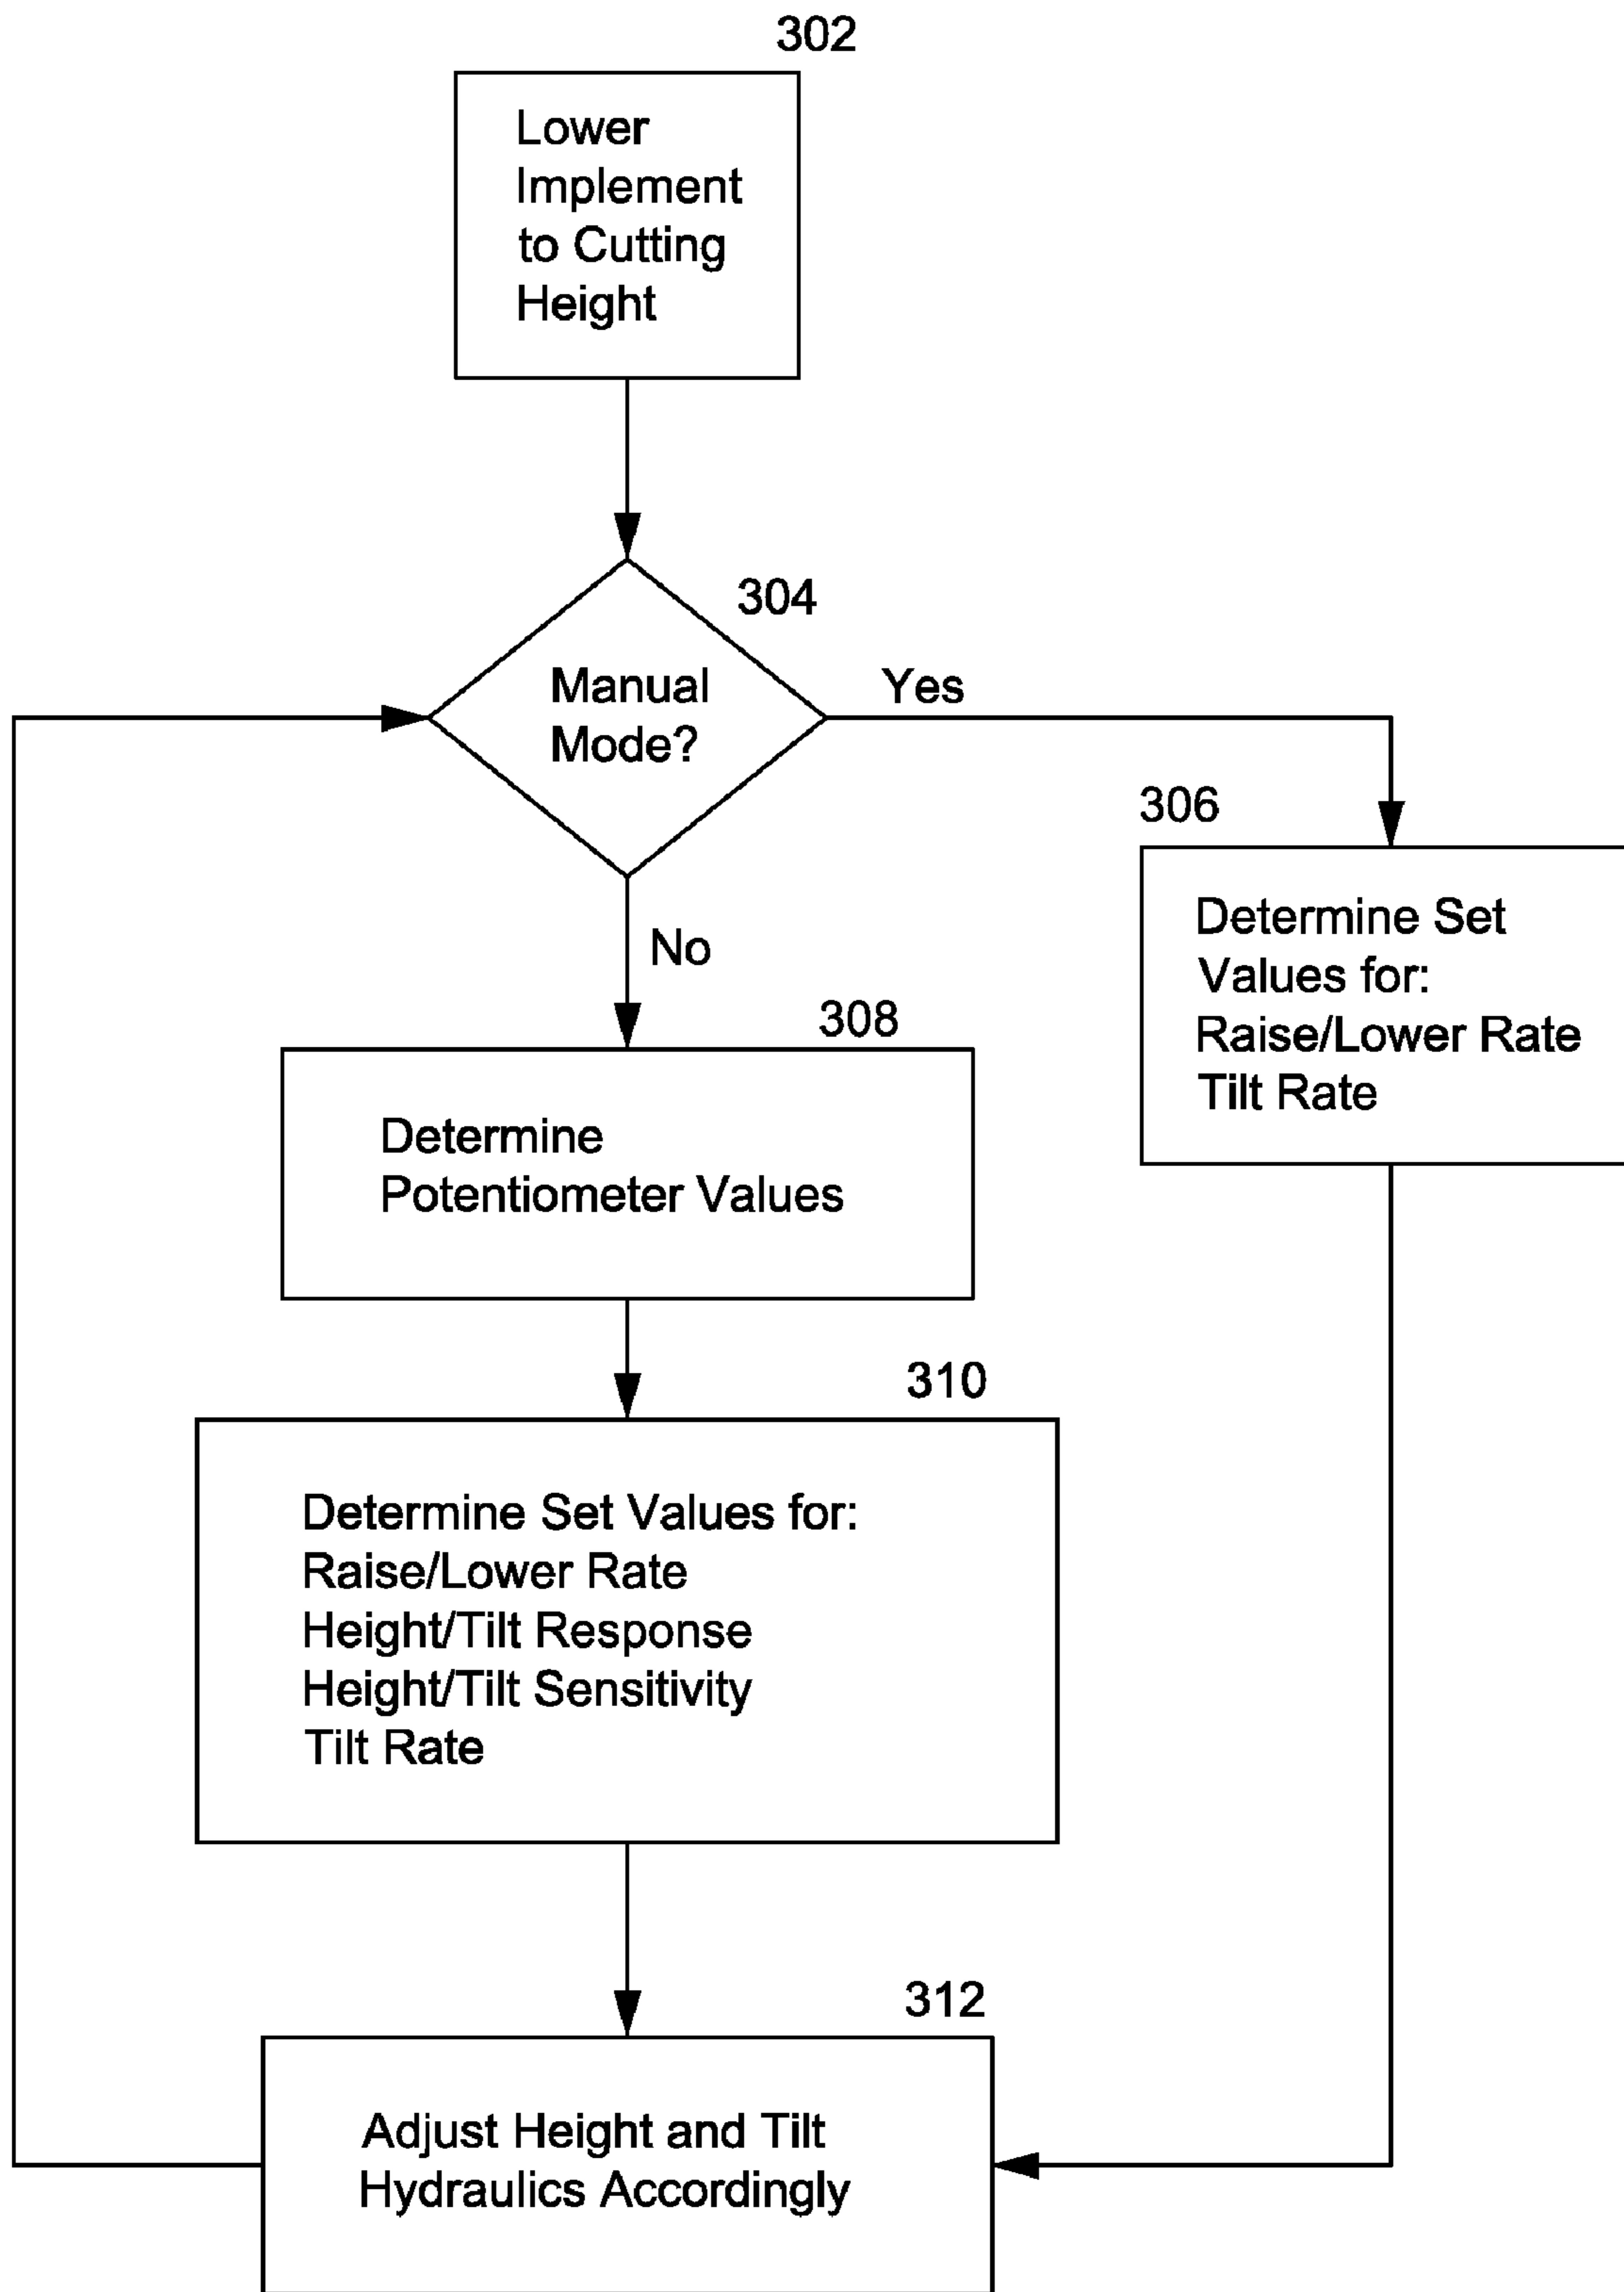 302
Lower
Implement
to Cutting
Height
304
Manual
Mode?
Yes
No
306
Determine Set
Values for:
Raise/Lower Rate
Tilt Rate
308
Determine
Potentiometer Values
310
Determine Set Values for:
Raise/Lower Rate
Height/Tilt Response
Height/Tilt Sensitivity
Tilt Rate
312
Adjust Height and Tilt
Hydraulics Accordingly